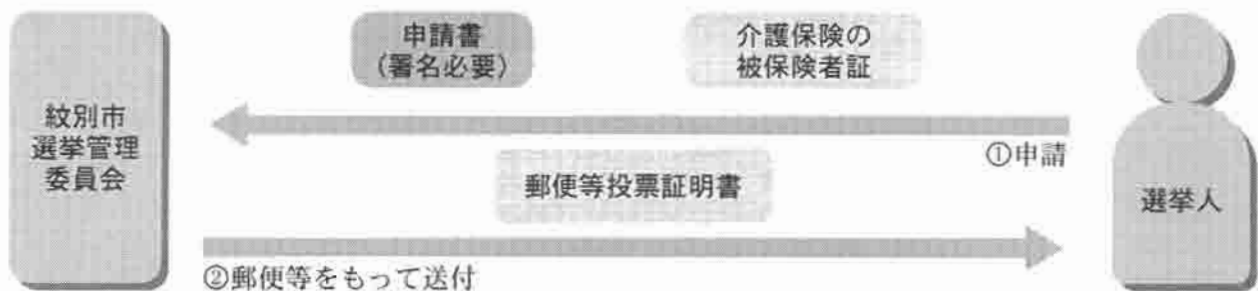 申請書
(署名必要)
介護保険の
被保険者証
紋別市
選挙管理
委員会
①申請
郵便等投票証明書
選挙人
②郵便等をもって送付